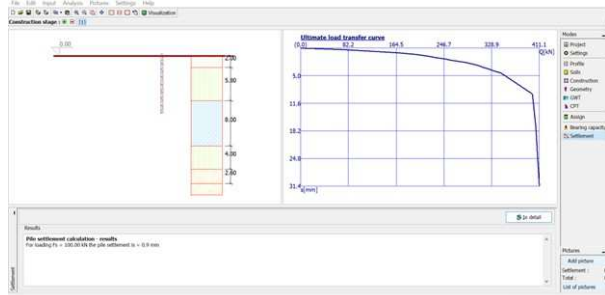 File Edit Input Analysis Pictures Settings Help
Visualization
Construction stage : [1]
0.00
2.00
5.00
8.00
4.00
2.60
Ultimate load transfer curve
[0.0] 82.2 164.5 246.7 328.9 411.1
Q[kN]
5.0
11.6
18.2
24.8
31.4
s[mm]
Modes
Project
Settings
Profile
Soils
Construction
Geometry
GWT
CPT
Assign
Bearing capacity
Settlement
In detail
Results
Pile settlement calculation - results
For loading Fs = 100.00 kN the pile settlement is = 0.9 mm
Settlement
Pictures
Add picture
Settlement :
Total :
List of pictures